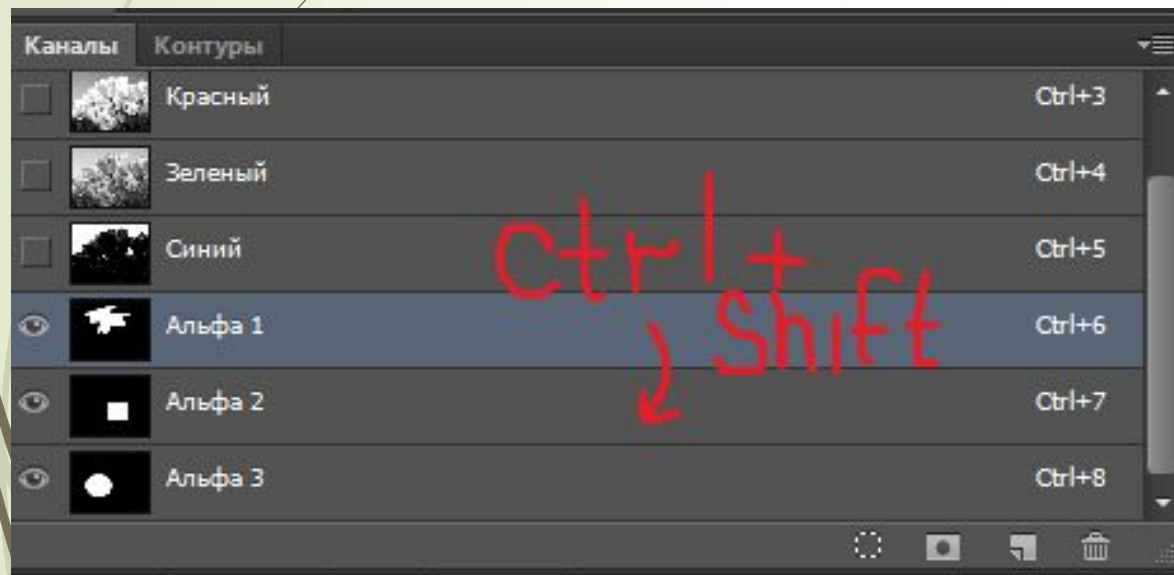 Каналы Контуры
Красный Ctrl+3
Зеленый Ctrl+4
Синий Ctrl+5
ctrl+
Альфа 1 Ctrl+6
shift
Альфа 2 Ctrl+7
Альфа 3 Ctrl+8